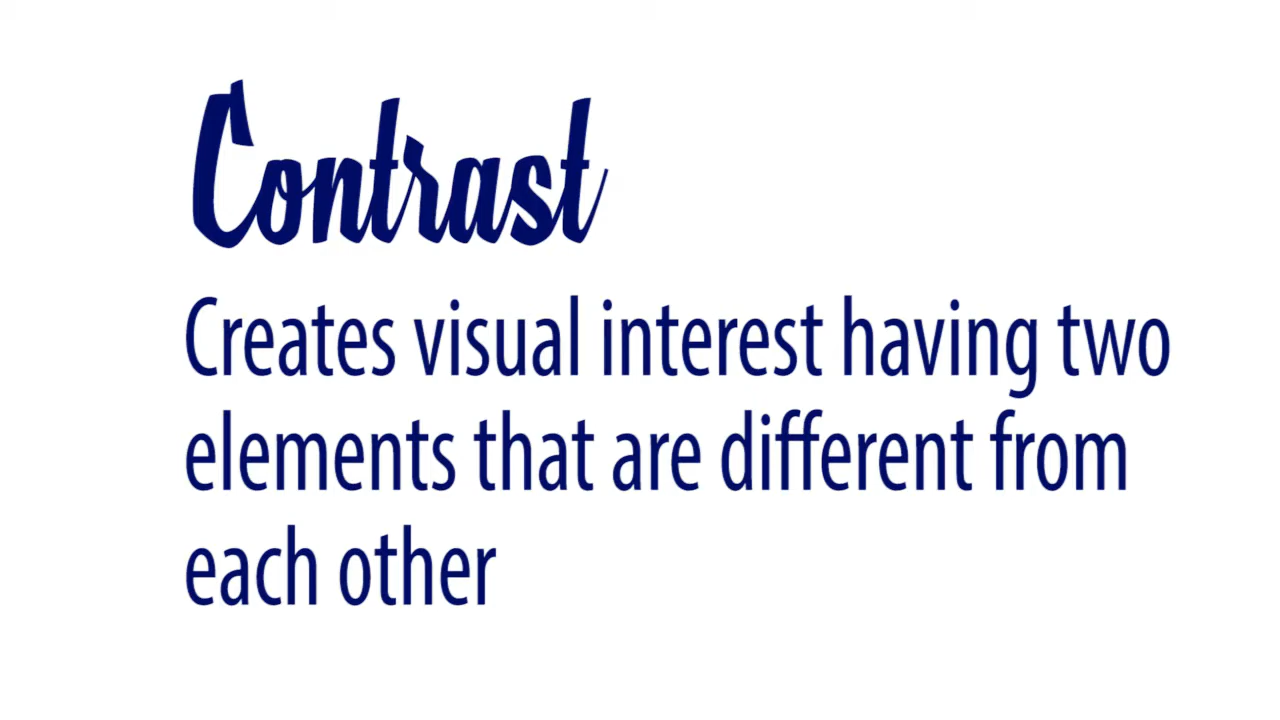 Contrast
Creates visual interest having two
elements that are different from
each other